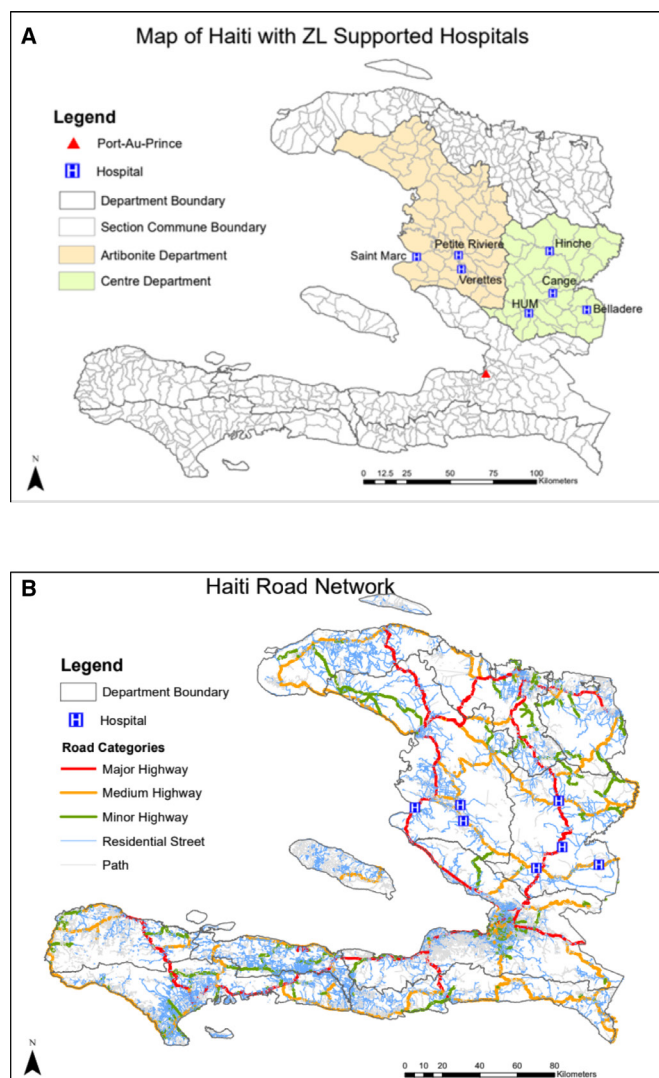 A
Map of Haiti with ZL Supported Hospitals
Legend
Port-Au-Prince
H Hospital
Department Boundary
Section Commune Boundary
Artibonite Department
Centre Department
Petite Riviere
H Hinche
Saint Marc H
H
H
Verettes
Cange
H
HUM
H
H Belladere
N
0 12.5 25 50 75 100
Kilometers
B
Haiti Road Network
Legend
Department Boundary
H Hospital
Road Categories
Major Highway
Medium Highway
Minor Highway
Residential Street
Path
H
H
H
H
H
H
H
N
0 10 20 40 60 80
Kilometers